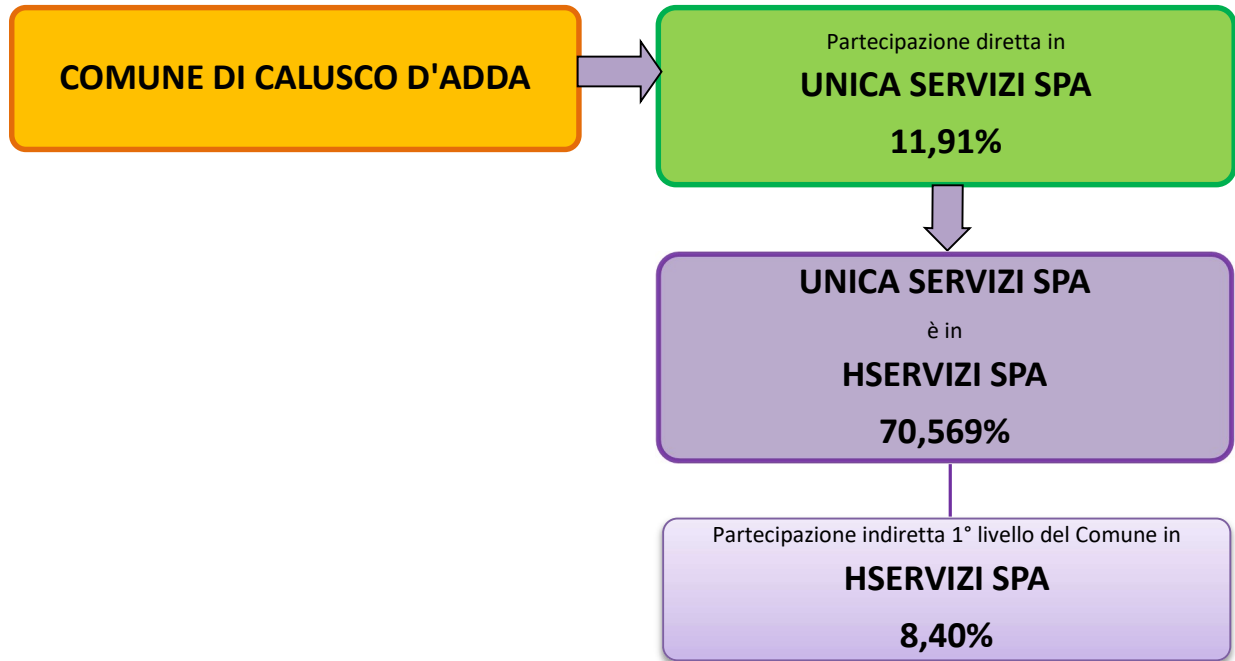 COMUNE DI CALUSCO D'ADDA
Partecipazione diretta in
UNICA SERVIZI SPA
11,91%
UNICA SERVIZI SPA
è in
HSERVIZI SPA
70,569%
Partecipazione indiretta 1° livello del Comune in
HSERVIZI SPA
8,40%